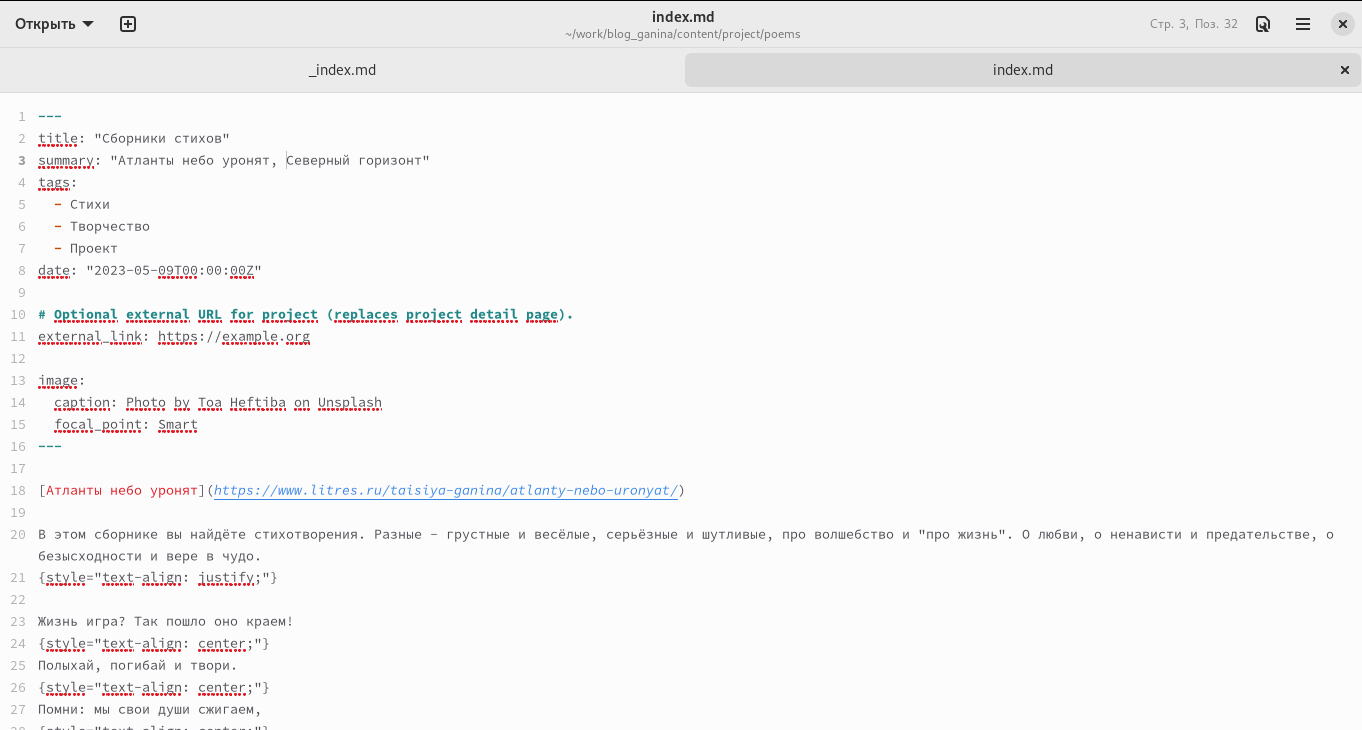 Открыть
index.md
~/work/blog_ganina/content/project/poems
Стр. 3, Поз. 32
_index.md
index.md
1 ---
2 title: "Сборники стихов"
3 summary: "Атланты небо уронят, Северный горизонт"
4 tags:
5 - Стихи
6 - Творчество
7 - Проект
8 date: "2023-05-09T00:00:00Z"
9
10 # Optional external URL for project (replaces project detail page).
11 external_link: https://example.org
12
13 image:
14 caption: Photo by Toa Heftiba on Unsplash
15 focal_point: Smart
16 ---
17
18 [Атланты небо уронят](https://www.litres.ru/taisiya-ganina/atlanty-nebo-uronyat/)
19
20 В этом сборнике вы найдёте стихотворения. Разные - грустные и весёлые, серьёзные и шутливые, про волшебство и "про жизнь". О любви, о ненависти и предательстве, о
безысходности и вере в чудо.
21 {style="text-align: justify;"}
22
23 Жизнь игра? Так пошло оно краем!
24 {style="text-align: center;"}
25 Полыхай, погибай и твори.
26 {style="text-align: center;"}
27 Помни: мы свои души сжигаем,
28 {style="text-align: center;"}